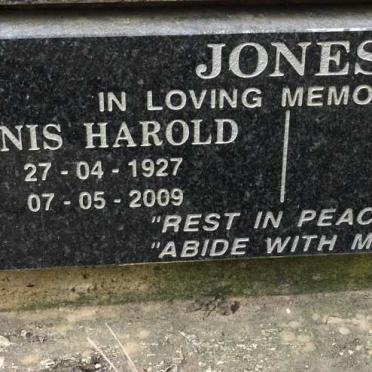 JONES
IN LOVING MEMO
NIS HAROLD
27 - 04 - 1927
07 - 05 - 2009
"REST IN PEAC
"ABIDE WITH M